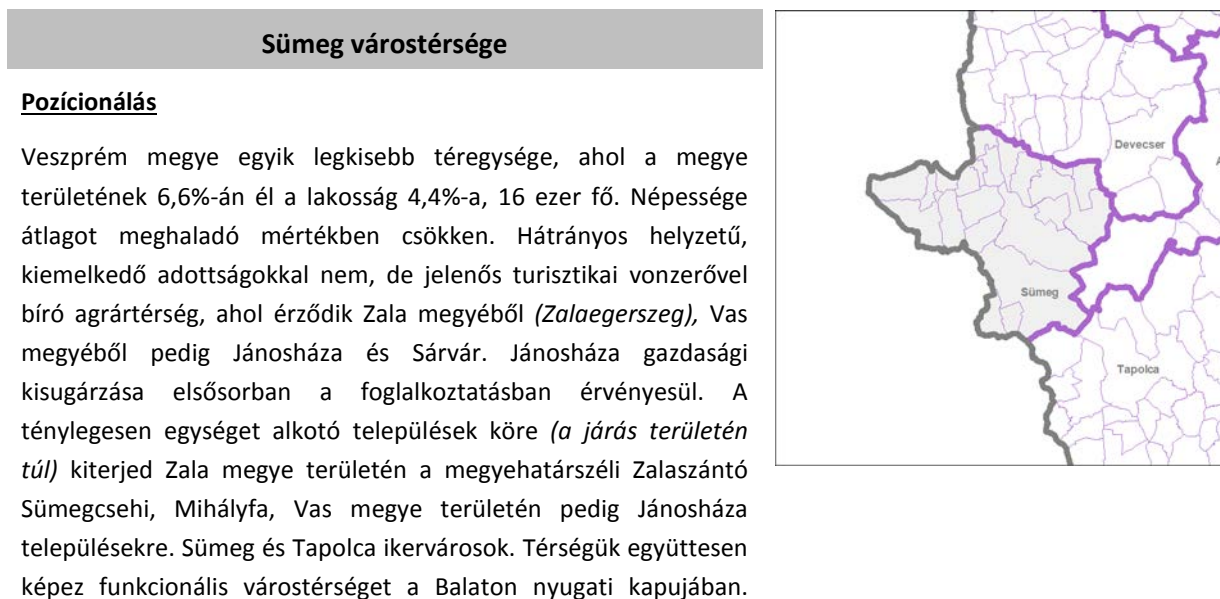 Sümeg várostérsége
Pozícionálás
Veszprém megye egyik legkisebb téregysége, ahol a megye
területének 6,6%-án él a lakosság 4,4%-a, 16 ezer fő. Népessége
átlagot meghaladó mértékben csökken. Hátrányos helyzetű,
kiemelkedő adottságokkal nem, de jelenős turisztikai vonzerővel
bíró agrártérség, ahol érződik Zala megyéből (Zalaegerszeg), Vas
megyéből pedig Jánosháza és Sárvár. Jánosháza gazdasági
kisugárzása elsősorban a foglalkoztatásban érvényesül. A
ténylegesen egységet alkotó települések köre (a járás területén
túl) kiterjed Zala megye területén a megyehatárszéli Zalaszántó
Sümegcsehi, Mihályfa, Vas megye területén pedig Jánosháza
településekre. Sümeg és Tapolca ikervárosok. Térségük együttesen
képez funkcionális várostérséget a Balaton nyugati kapujában.
Devecser
Sümeg
Tapolca